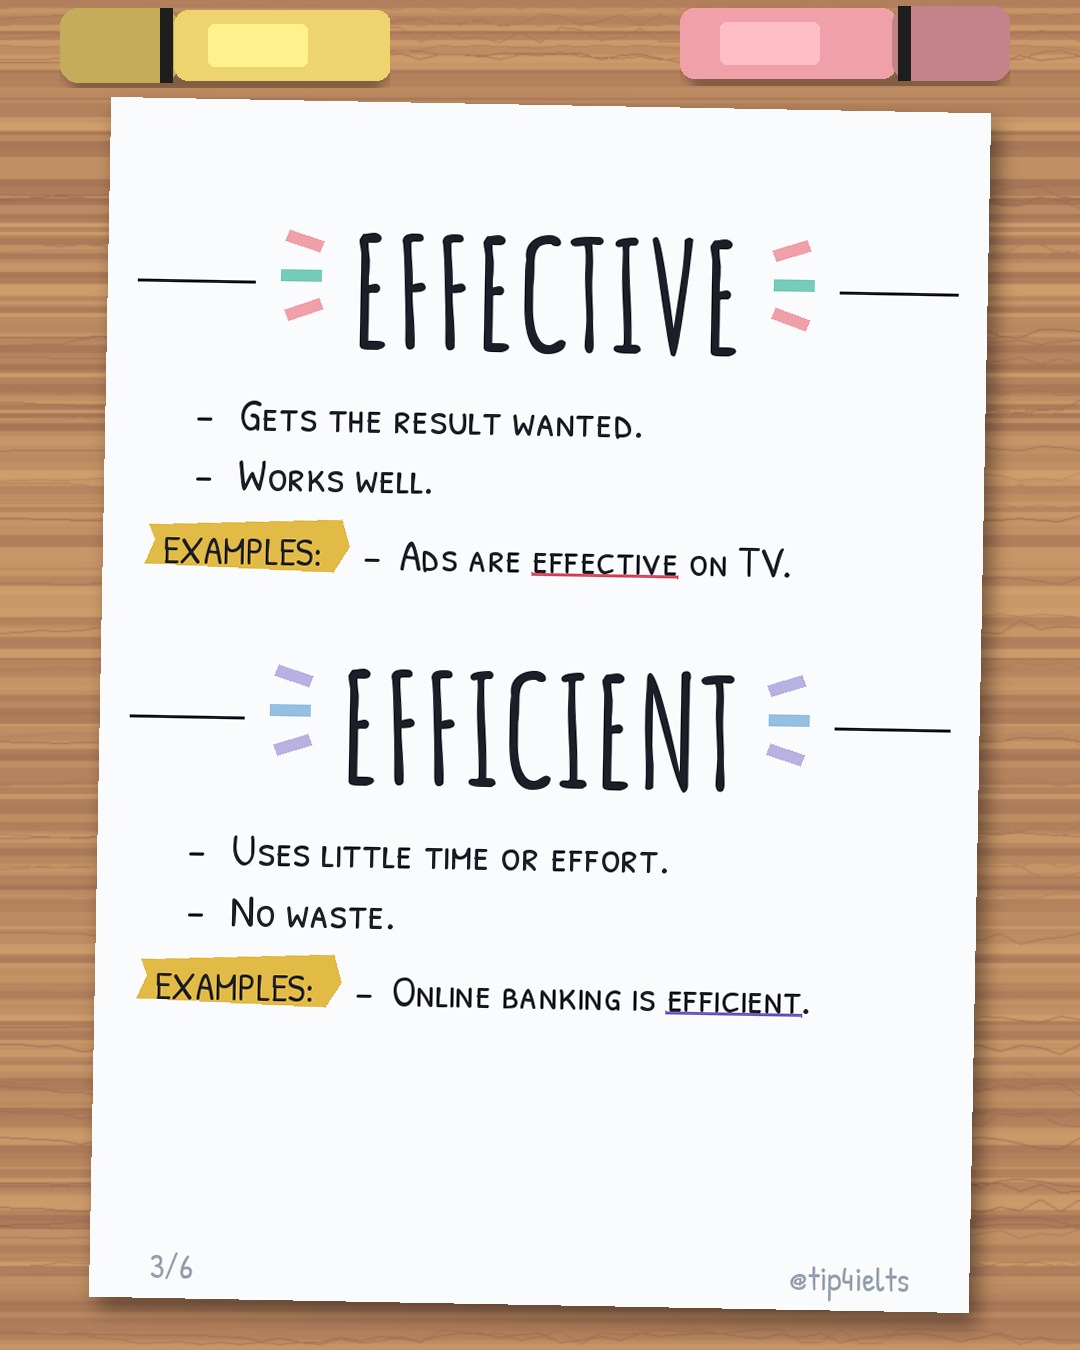 EFFECTIVE
- GETS THE RESULT WANTED.
- WORKS WELL.
EXAMPLES: - ADS ARE EFFECTIVE ON TV.
EFFICIENT
- USES LITTLE TIME OR EFFORT.
- NO WASTE.
EXAMPLES: - ONLINE BANKING IS EFFICIENT.
3/6
@tip4ielts